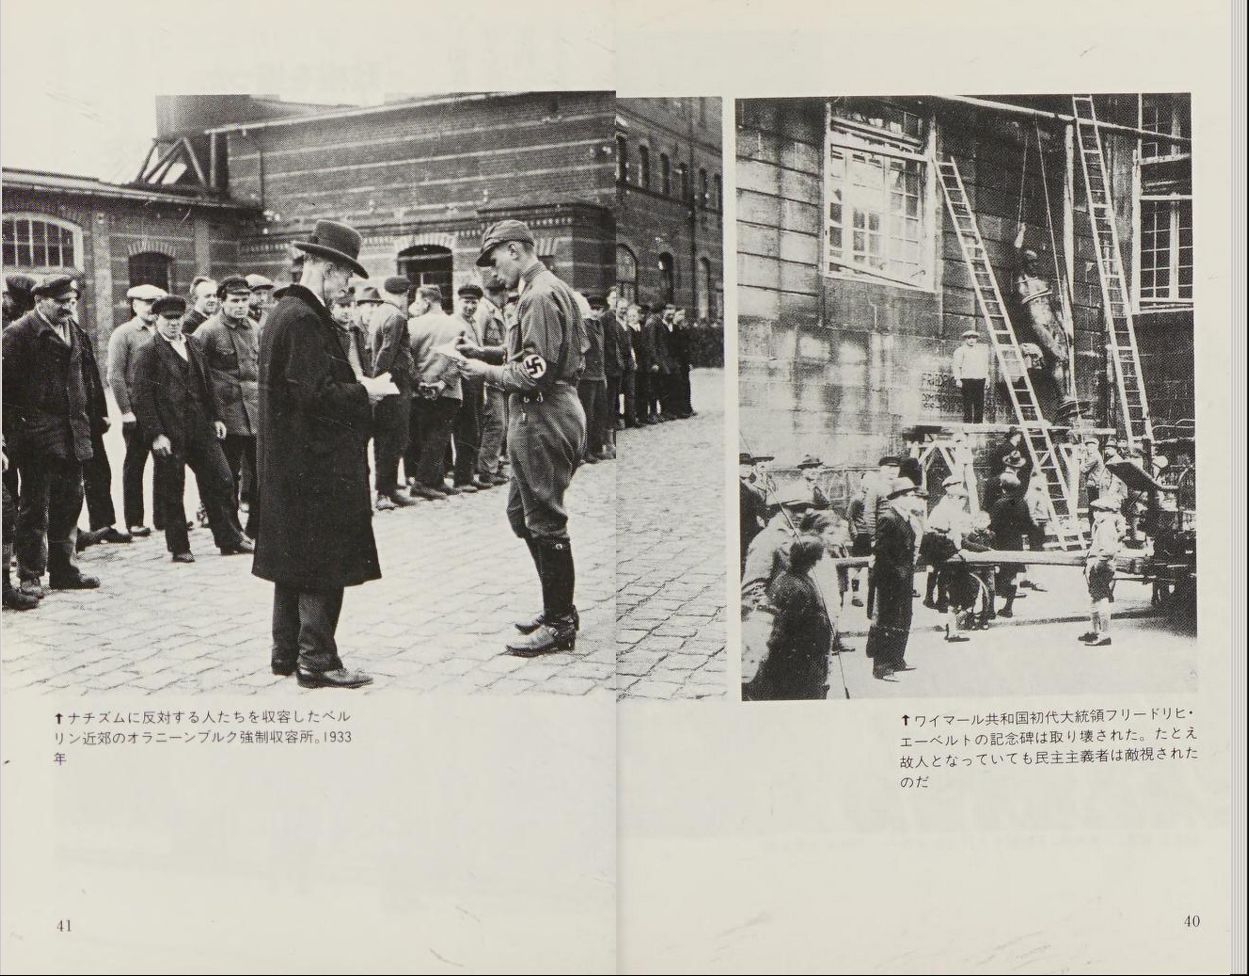 ↑ワイマール共和国初代大統領フリードリヒ・
エーベルトの記念碑は取り壊された。たとえ
故人となっていても民主主義者は敵視された
のだ
40
↑ナチズムに反対する人たちを収容したベル
リン近郊のオラニーンブルク強制収容所。1933
年
41